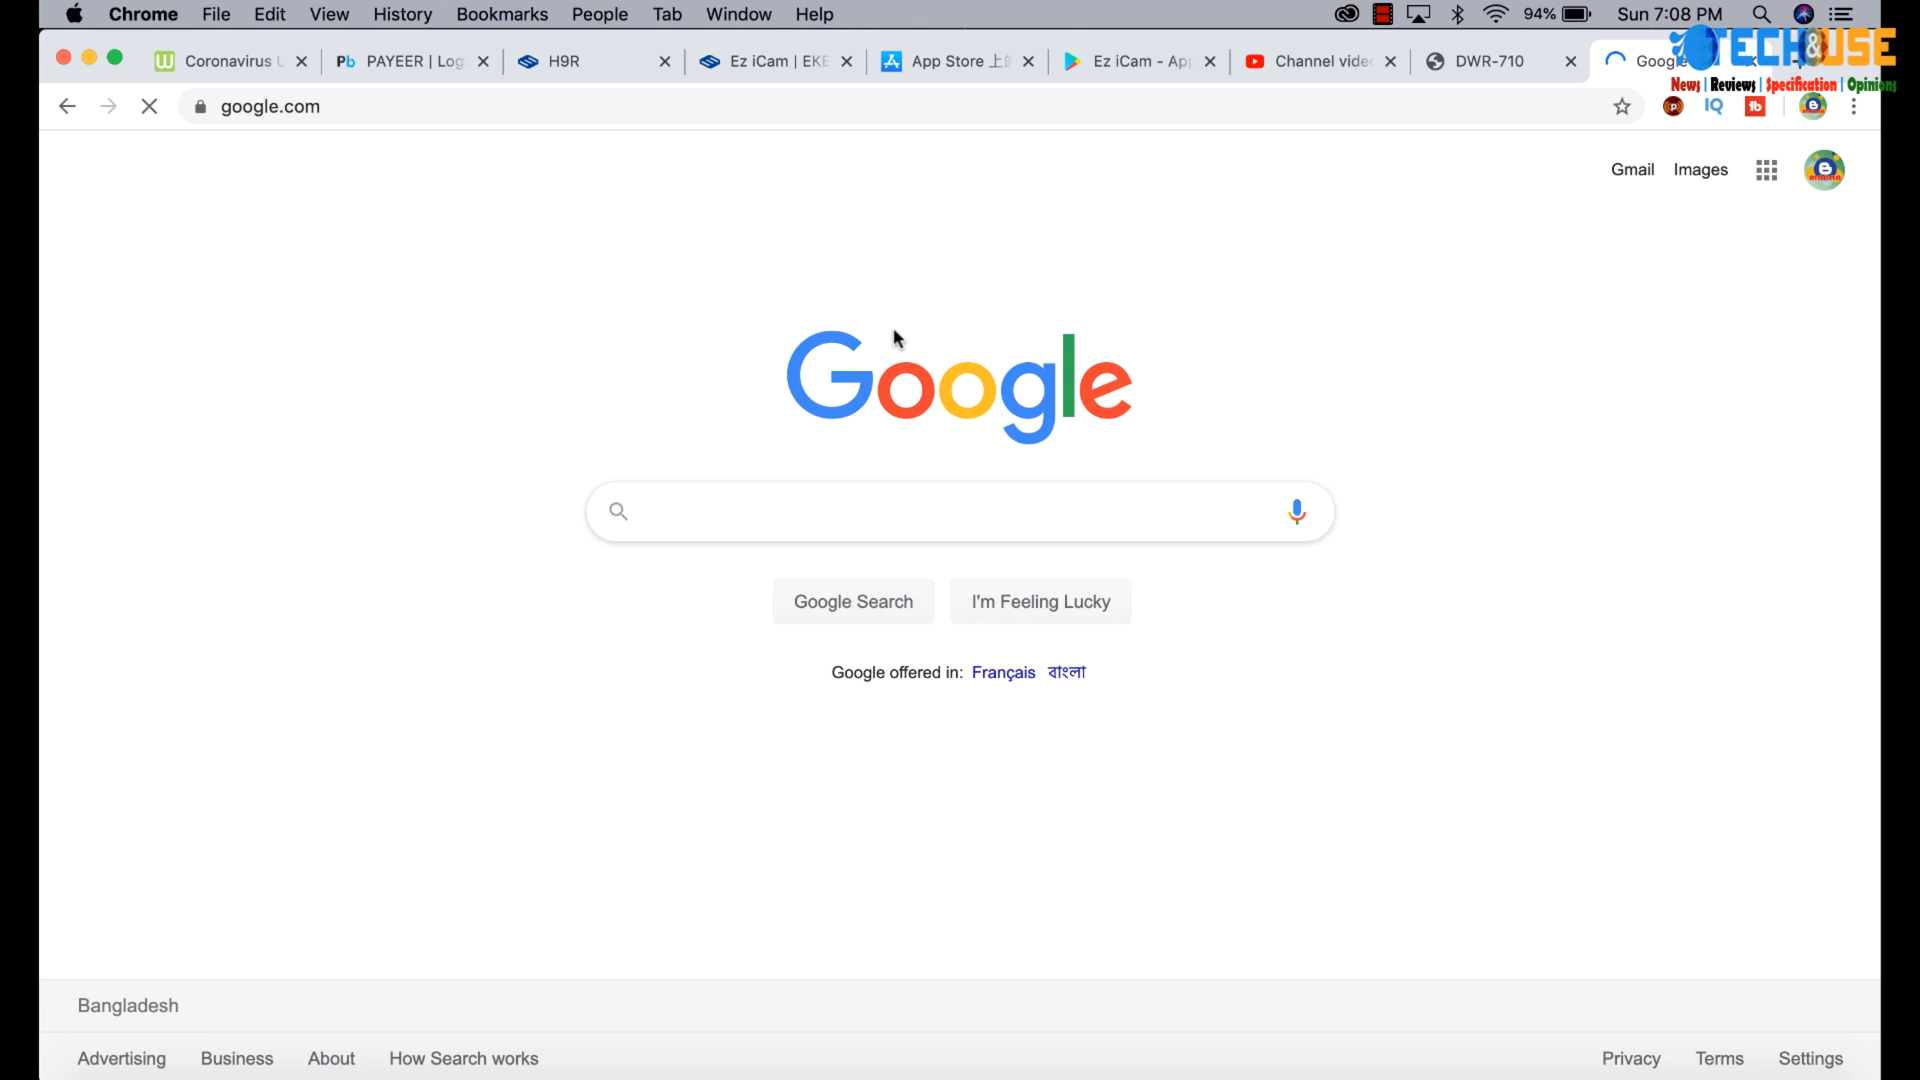 Chrome File Edit View History Bookmarks People Tab Window Help 94% Sun 7:08 PM
Coronavirus U PAYEER | Log H9R Ez iCam | EKE App Store 上的 Ez iCam - App Channel video DWR-710 Google
TECH&USE
News | Reviews | Specification | Opinions
google.com
Gmail Images
Google
Google Search I'm Feeling Lucky
Google offered in: Français বাংলা
Bangladesh
Advertising Business About How Search works Privacy Terms Settings